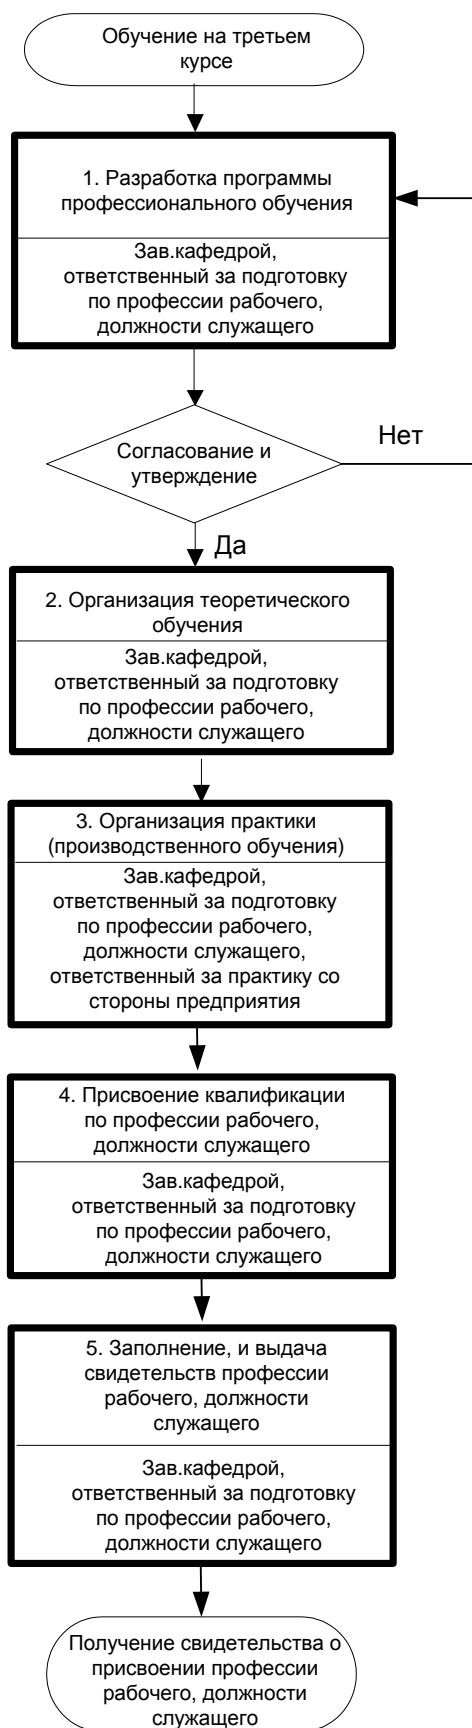 Обучение на третьем
курсе
1. Разработка программы
профессионального обучения
Зав.кафедрой,
ответственный за подготовку
по профессии рабочего,
должности служащего
Согласование и
утверждение
Нет
Да
2. Организация теоретического
обучения
Зав.кафедрой,
ответственный за подготовку
по профессии рабочего,
должности служащего
3. Организация практики
(производственного обучения)
Зав.кафедрой,
ответственный за подготовку
по профессии рабочего,
должности служащего,
ответственный за практику со
стороны предприятия
4. Присвоение квалификации
по профессии рабочего,
должности служащего
Зав.кафедрой,
ответственный за подготовку
по профессии рабочего,
должности служащего
5. Заполнение, и выдача
свидетельств профессии
рабочего, должности
служащего
Зав.кафедрой,
ответственный за подготовку
по профессии рабочего,
должности служащего
Получение свидетельства о
присвоении профессии
рабочего, должности
служащего